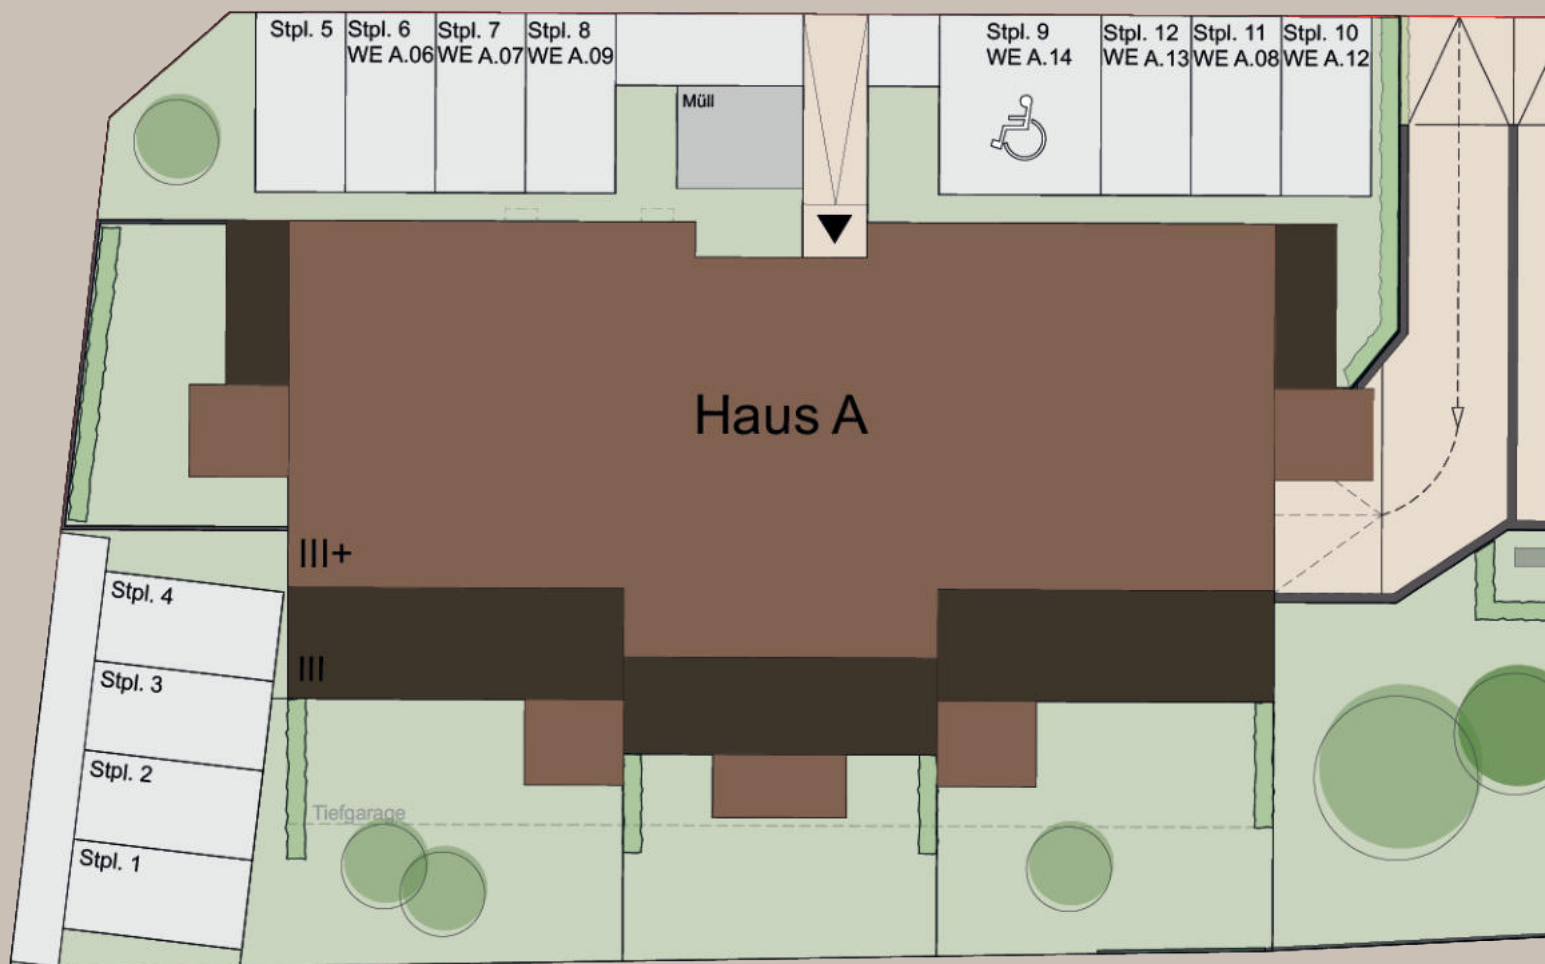 Stpl. 5
Stpl. 6
WE A.06
Stpl. 7
WE A.07
Stpl. 8
WE A.09
Müll
Stpl. 9
WE A.14
Stpl. 12
WE A.13
Stpl. 11
WE A.08
Stpl. 10
WE A.12
Haus A
III+
III
Stpl. 4
Stpl. 3
Stpl. 2
Stpl. 1
Tiefgarage